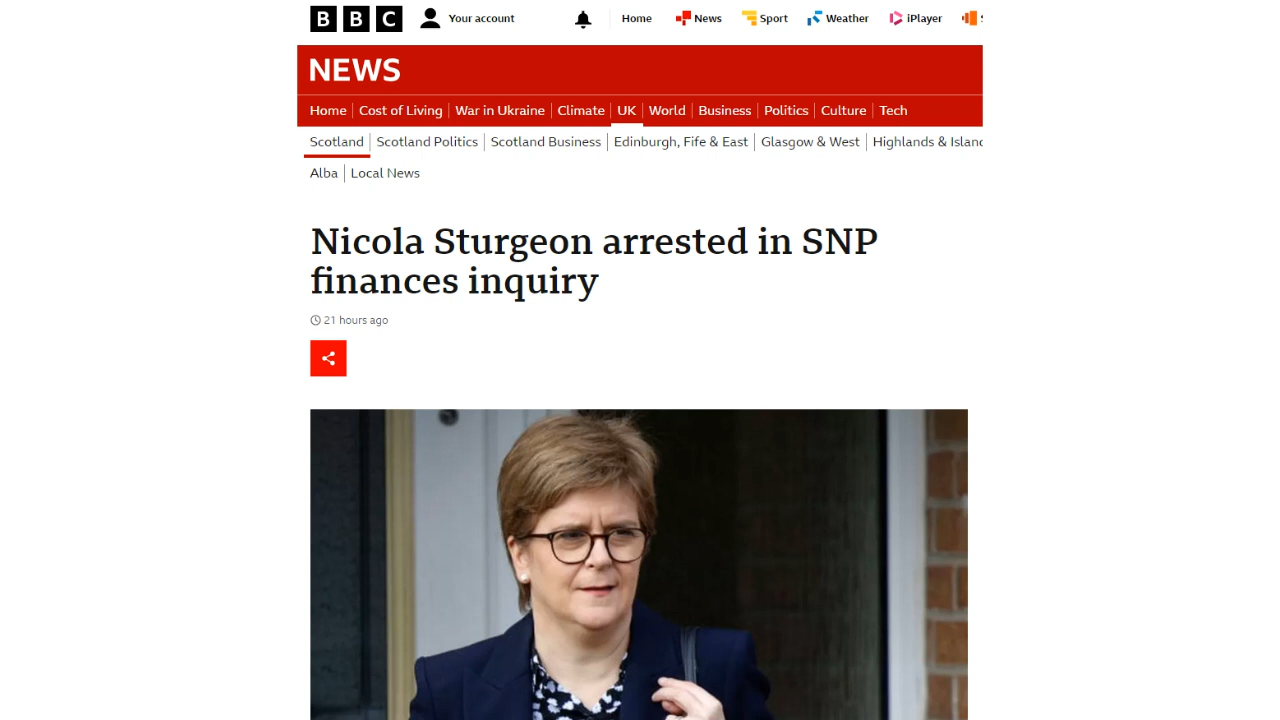 BBC Your account Home News Sport Weather iPlayer
NEWS
Home Cost of Living War in Ukraine Climate UK World Business Politics Culture Tech
Scotland Scotland Politics Scotland Business Edinburgh, Fife & East Glasgow & West Highlands &
Alba Local News
Nicola Sturgeon arrested in SNP
finances inquiry
21 hours ago